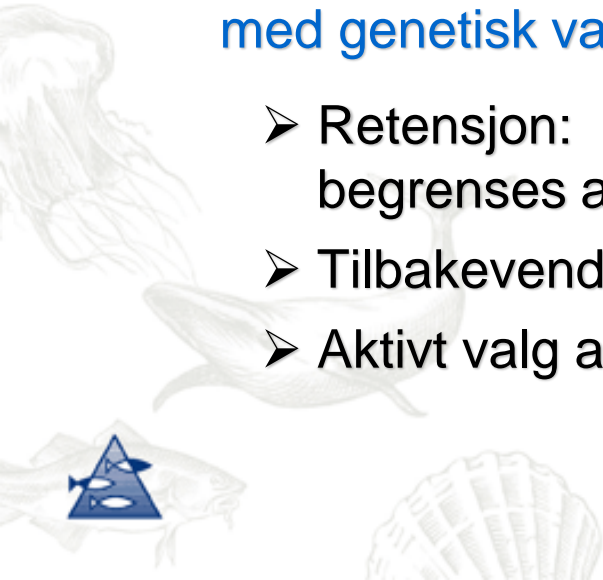 med genetisk va
➢ Retensjon:
begrenses a
➢ Tilbakevend
➢ Aktivt valg a